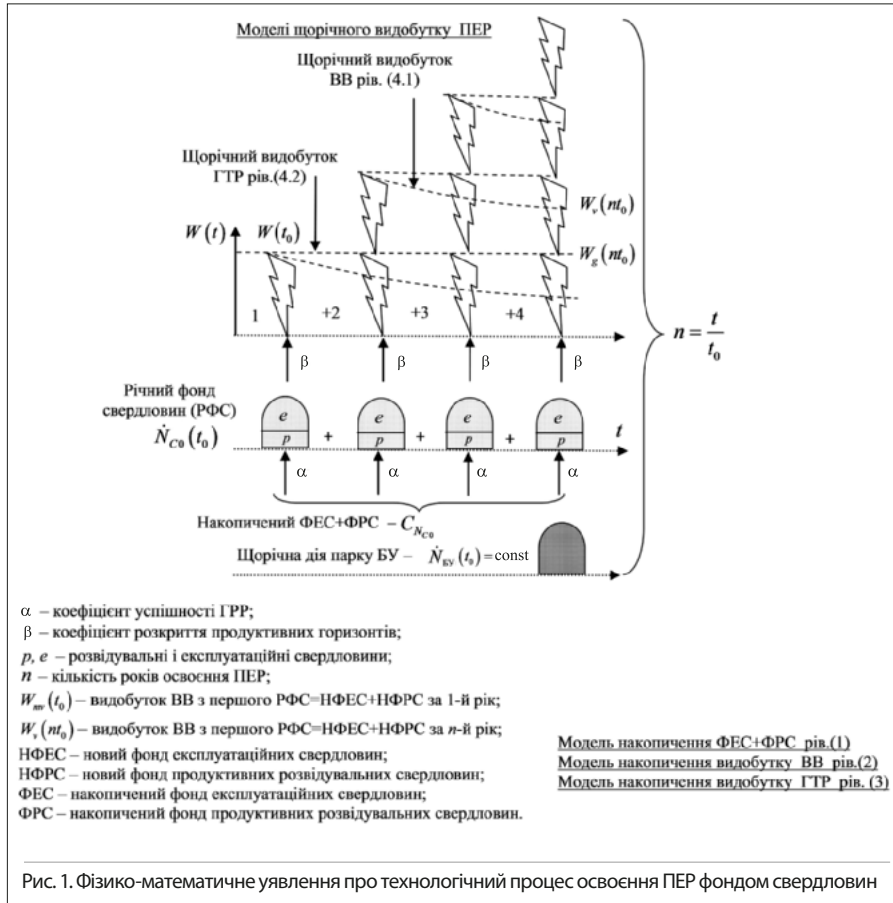 Моделі щорічного видобутку ПЕР
Щорічний видобуток
ВВ рів. (4.1)
Щорічний видобуток
ГТР рів.(4.2)
W(t) W(t₀)
Wᵥ(nt₀)
W_g(nt₀)
1 +2 +3 +4
n = t/t₀
β β β β
Річний фонд
свердловин (РФС)
Ṅ_C0(t₀)
e e e e
p + p + p + p
t
α α α α
Накопичений ФЕС+ФРС – C_N_C0
Щорічна дія парку БУ – Ṅ_БУ(t₀)=const
α – коефіцієнт успішності ГРР;
β – коефіцієнт розкриття продуктивних горизонтів;
p, e – розвідувальні і експлуатаційні свердловини;
n – кількість років освоєння ПЕР;
W_mv(t₀) – видобуток ВВ з першого РФС=НФЕС+НФРС за 1-й рік;
Wᵥ(nt₀) – видобуток ВВ з першого РФС=НФЕС+НФРС за n-й рік;
НФЕС – новий фонд експлуатаційних свердловин;
НФРС – новий фонд продуктивних розвідувальних свердловин;
ФЕС – накопичений фонд експлуатаційних свердловин;
ФРС – накопичений фонд продуктивних розвідувальних свердловин.
Модель накопичення ФЕС+ФРС рів.(1)
Модель накопичення видобутку ВВ рів.(2)
Модель накопичення видобутку ГТР рів. (3)
Рис. 1. Фізико-математичне уявлення про технологічний процес освоєння ПЕР фондом свердловин